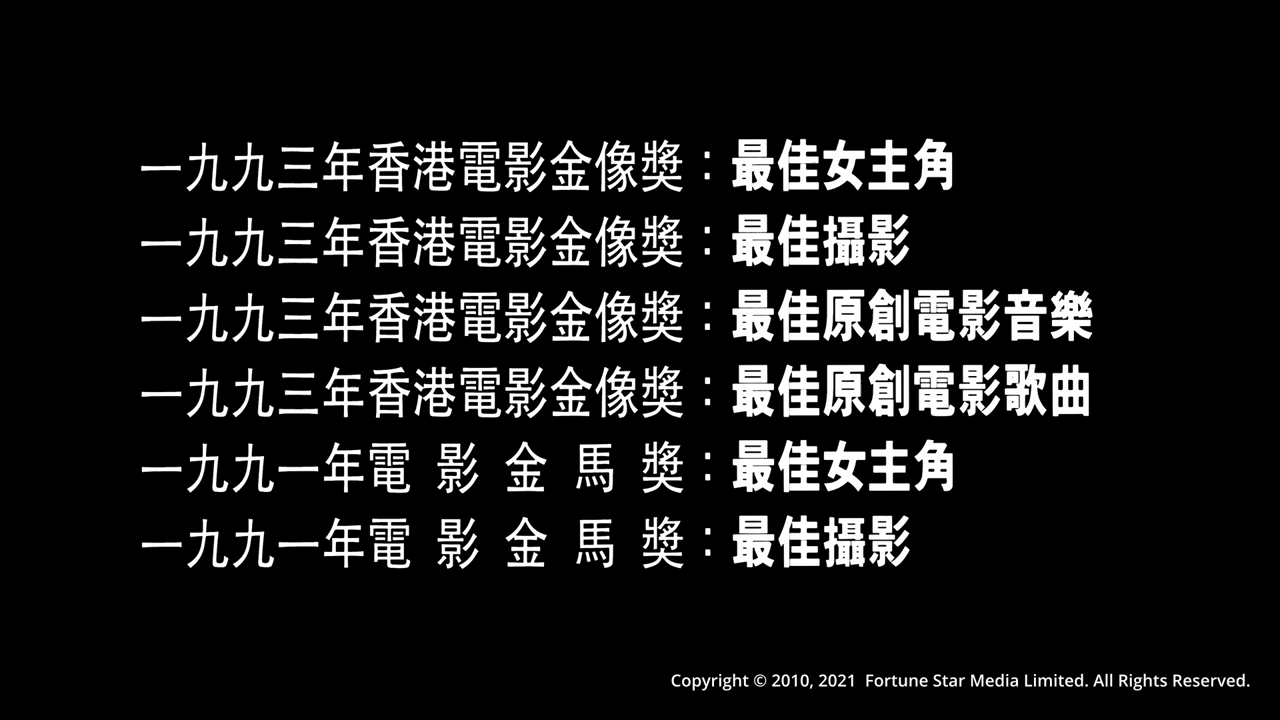 一九九三年香港電影金像獎：最佳女主角
一九九三年香港電影金像獎：最佳攝影
一九九三年香港電影金像獎：最佳原創電影音樂
一九九三年香港電影金像獎：最佳原創電影歌曲
一九九一年電影金馬獎：最佳女主角
一九九一年電影金馬獎：最佳攝影
Copyright © 2010, 2021 Fortune Star Media Limited. All Rights Reserved.